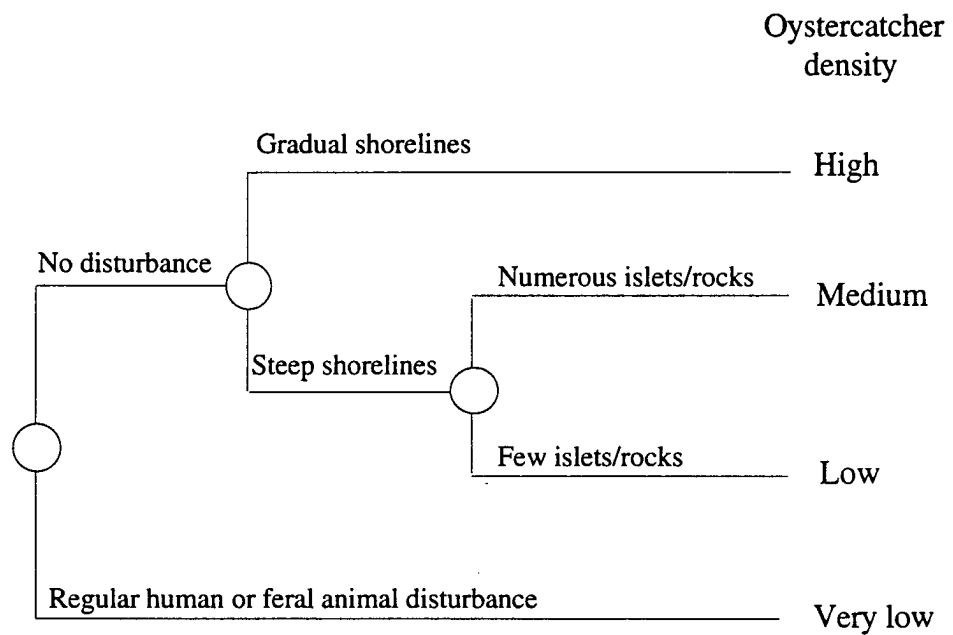 Oystercatcher
density
Gradual shorelines
High
No disturbance
Numerous islets/rocks
Medium
Steep shorelines
Few islets/rocks
Low
Regular human or feral animal disturbance
Very low